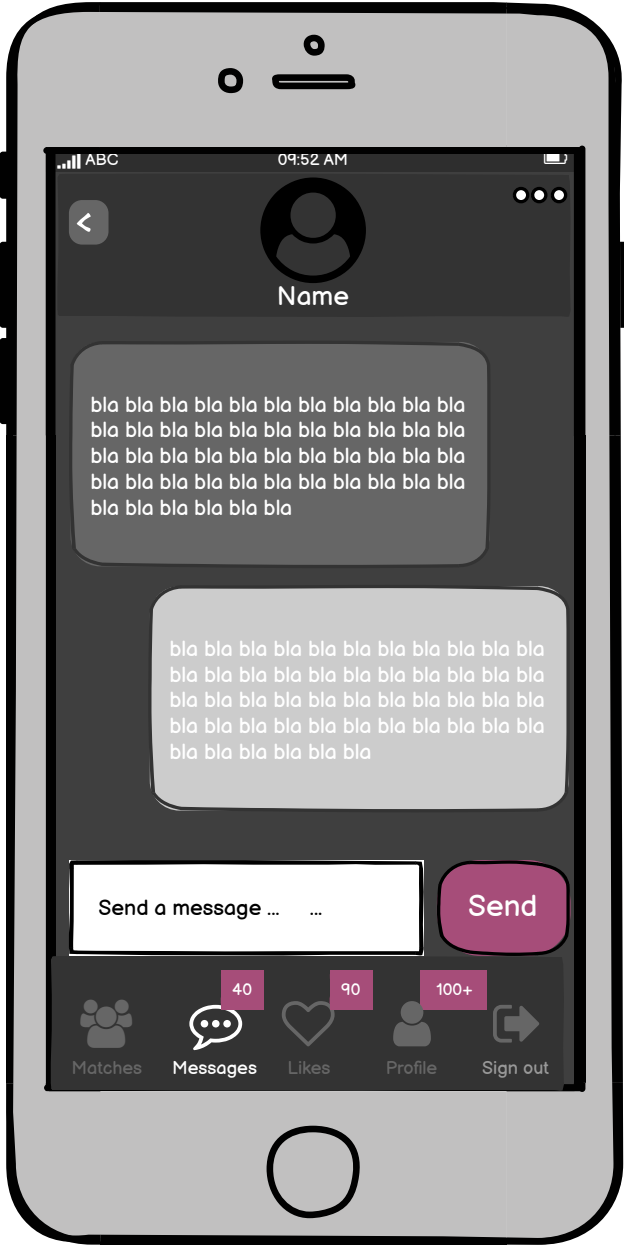 ABC 09:52 AM
Name
bla bla bla bla bla bla bla bla bla bla bla
bla bla bla bla bla bla bla bla bla bla bla
bla bla bla bla bla bla bla bla bla bla bla
bla bla bla bla bla bla bla bla bla bla bla
bla bla bla bla bla bla
bla bla bla bla bla bla bla bla bla bla bla
bla bla bla bla bla bla bla bla bla bla bla
bla bla bla bla bla bla bla bla bla bla bla
bla bla bla bla bla bla bla bla bla bla bla
bla bla bla bla bla bla
Send a message ... ...
Send
40 90 100+
Matches Messages Likes Profile Sign out